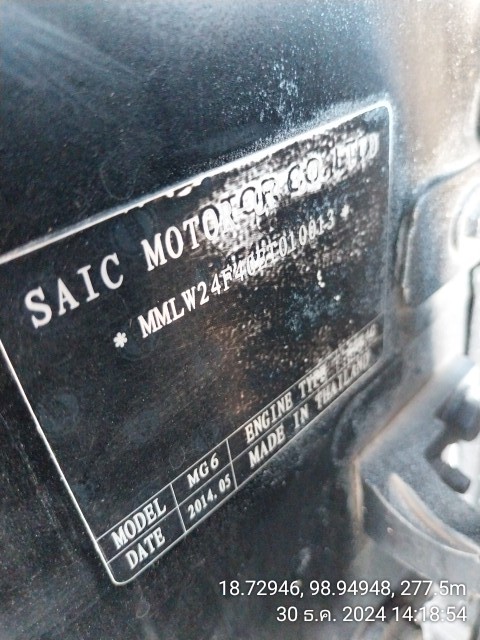 SAIC MOTOR-CP CO.,LTD
MODEL MG6 ENGINE TYPE
DATE 2014.05 MADE IN THAILAND
18.72946, 98.94948, 277.5m
30 ธ.ค. 2024 14:18:54